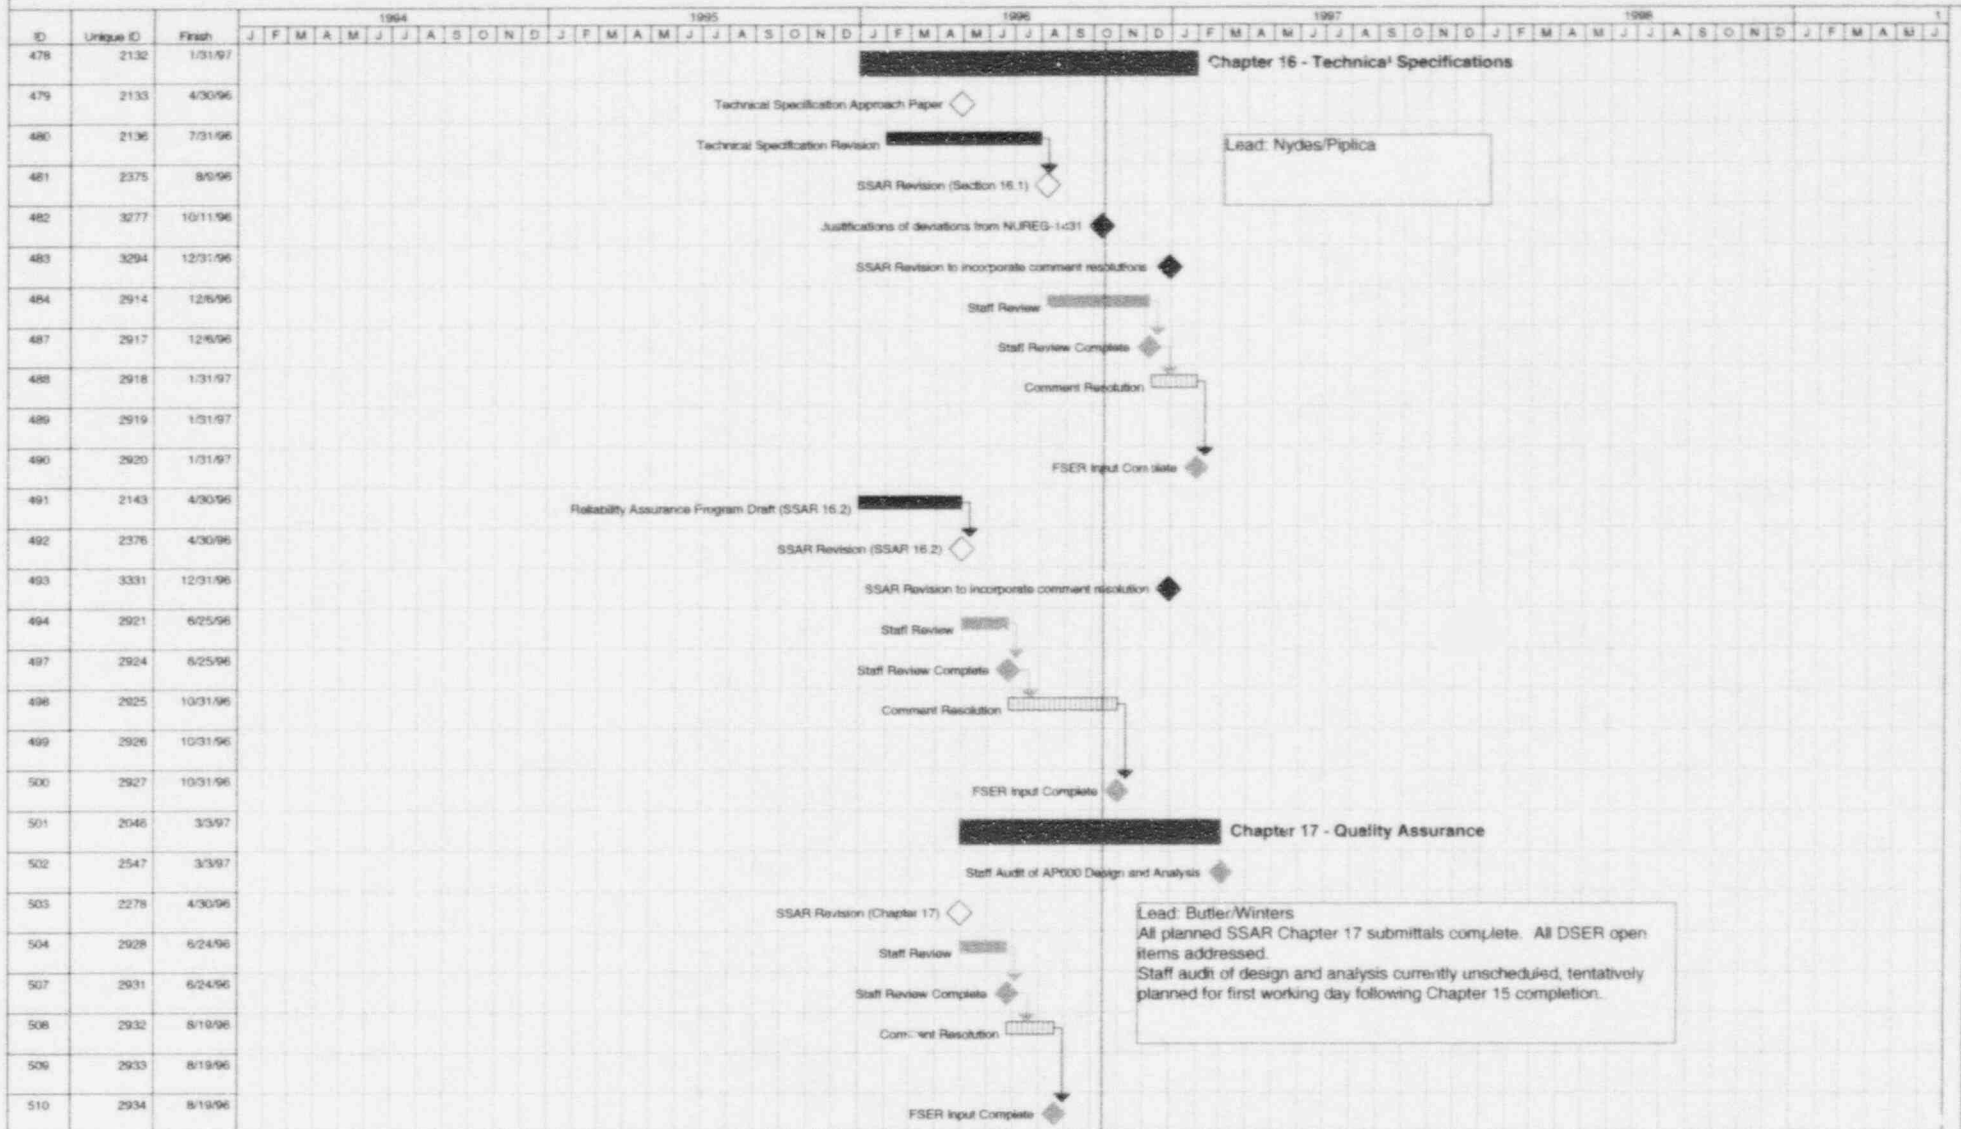 1994 1995 1996 1997 1998 1
ID Unique ID Finish J F M A M J J A S O N D J F M A M J J A S O N D J F M A M J J A S O N D J F M A M J J A S O N D J F M A M J J A S O N D J F M A M J
478 2132 1/31/97 Chapter 16 - Technical Specifications
479 2133 4/30/96 Technical Specification Approach Paper
480 2136 7/31/96 Technical Specification Revision
Lead: Nydes/Piplica
481 2375 8/9/96 SSAR Revision (Section 16.1)
482 3277 10/11/96 Justifications of deviations from NUREG-1431
483 3294 12/31/96 SSAR Revision to incorporate comment resolutions
484 2914 12/6/96 Staff Review
487 2917 12/6/96 Staff Review Complete
488 2918 1/31/97 Comment Resolution
489 2919 1/31/97
490 2920 1/31/97 FSER Input Complete
491 2143 4/30/96 Reliability Assurance Program Draft (SSAR 16.2)
492 2376 4/30/96 SSAR Revision (SSAR 16.2)
493 3331 12/31/96 SSAR Revision to incorporate comment resolution
494 2921 6/25/96 Staff Review
497 2924 6/25/96 Staff Review Complete
498 2925 10/31/96 Comment Resolution
499 2926 10/31/96
500 2927 10/31/96 FSER Input Complete
501 2046 3/3/97 Chapter 17 - Quality Assurance
502 2547 3/3/97 Staff Audit of AP600 Design and Analysis
503 2278 4/30/96 SSAR Revision (Chapter 17)
Lead: Butler/Winters
All planned SSAR Chapter 17 submittals complete. All DSER open
items addressed.
Staff audit of design and analysis currently unscheduled, tentatively
planned for first working day following Chapter 15 completion.
504 2928 6/24/96 Staff Review
507 2931 6/24/96 Staff Review Complete
508 2932 8/19/96 Comment Resolution
509 2933 8/19/96
510 2934 8/19/96 FSER Input Complete